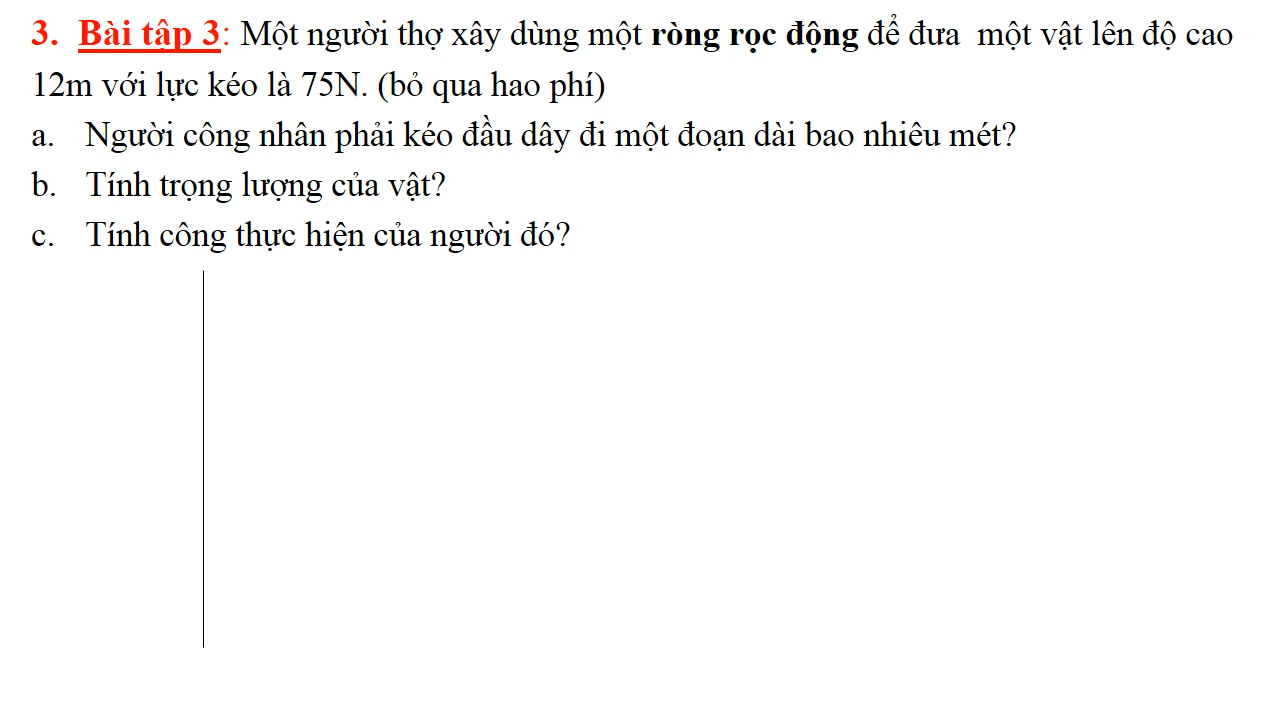 3. Bài tập 3: Một người thợ xây dùng một ròng rọc động để đưa một vật lên độ cao
12m với lực kéo là 75N. (bỏ qua hao phí)
a. Người công nhân phải kéo đầu dây đi một đoạn dài bao nhiêu mét?
b. Tính trọng lượng của vật?
c. Tính công thực hiện của người đó?